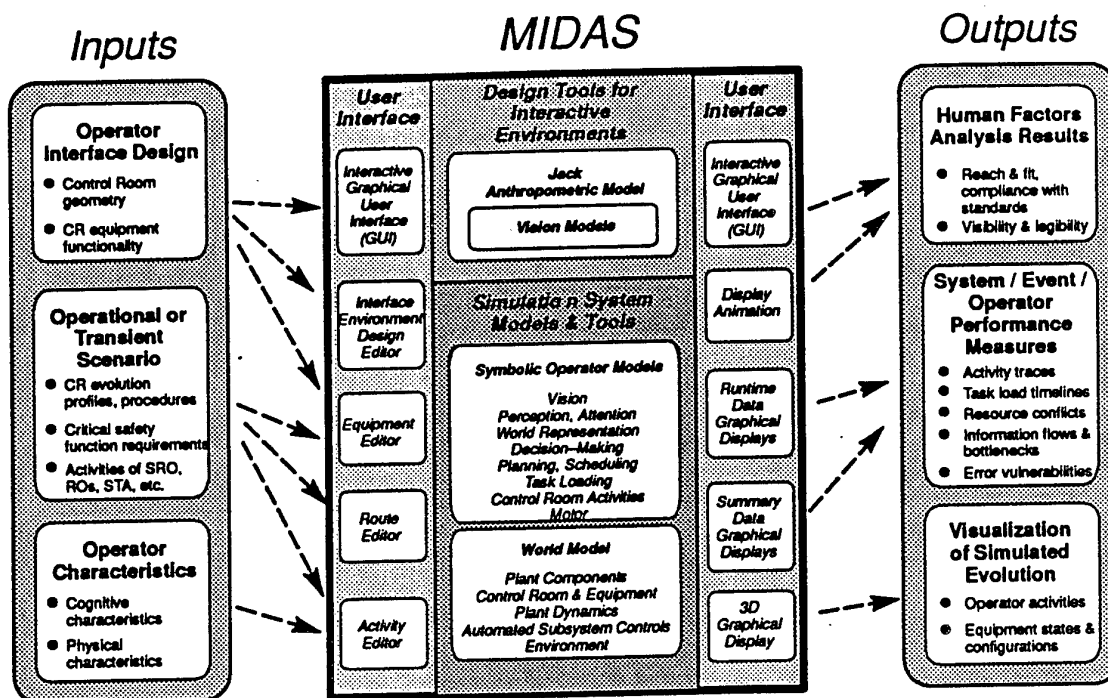 Inputs
MIDAS
Outputs
Operator
Interface Design
● Control Room
geometry
● CR equipment
functionality
Operational or
Transient
Scenario
● CR evolution
profiles, procedures
● Critical safety
function requirements
● Activities of SRO,
ROs, STA, etc.
Operator
Characteristics
● Cognitive
characteristics
● Physical
characteristics
User
Interface
Interactive
Graphical
User
Interface
(GUI)
Interface
Environment
Design
Editor
Equipment
Editor
Route
Editor
Activity
Editor
Design Tools for
Interactive
Environments
Jack
Anthropometric Model
Vision Models
Simulatin System
Models & Tools
Symbolic Operator Models
Vision
Perception, Attention
World Representation
Decision-Making
Planning, Scheduling
Task Loading
Control Room Activities
Motor
World Model
Plant Components
Control Room & Equipment
Plant Dynamics
Automated Subsystem Controls
Environment
User
Interface
Interactive
Graphical
User
Interface
(GUI)
Display
Animation
Runtime
Data
Graphical
Displays
Summary
Data
Graphical
Displays
3D
Graphical
Display
Human Factors
Analysis Results
● Reach & fit,
compliance with
standards
● Visibility & legibility
System / Event /
Operator
Performance
Measures
● Activity traces
● Task load timelines
● Resource conflicts
● Information flows &
bottlenecks
● Error vulnerabilities
Visualization
of Simulated
Evolution
● Operator activities
● Equipment states &
configurations